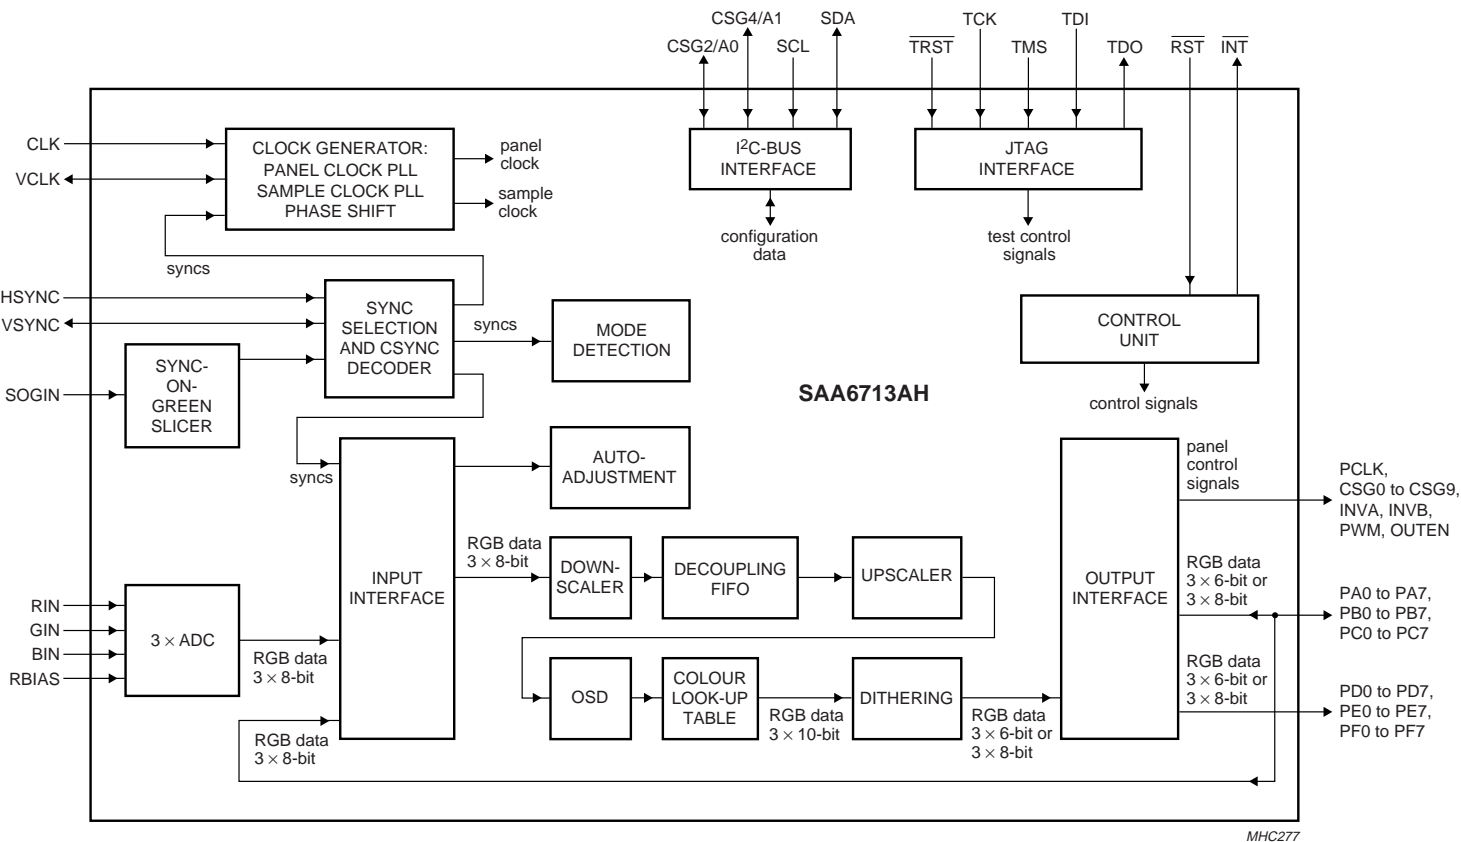 CSG4/A1
SDA
TCK
TDI
CSG2/A0
SCL
TRST
TMS
TDO
RST
INT
CLK
VCLK
CLOCK GENERATOR:
PANEL CLOCK PLL
SAMPLE CLOCK PLL
PHASE SHIFT
panel
clock
sample
clock
I²C-BUS
INTERFACE
JTAG
INTERFACE
configuration
data
test control
signals
syncs
HSYNC
VSYNC
SYNC
SELECTION
AND CSYNC
DECODER
syncs
MODE
DETECTION
CONTROL
UNIT
SOGIN
SYNC-
ON-
GREEN
SLICER
SAA6713AH
control signals
syncs
INPUT
INTERFACE
AUTO-
ADJUSTMENT
OUTPUT
INTERFACE
panel
control
signals
PCLK,
CSG0 to CSG9,
INVA, INVB,
PWM, OUTEN
RGB data
3 × 8-bit
DOWN-
SCALER
DECOUPLING
FIFO
UPSCALER
RGB data
3 × 6-bit or
3 × 8-bit
PA0 to PA7,
PB0 to PB7,
PC0 to PC7
RIN
GIN
BIN
RBIAS
3 × ADC
RGB data
3 × 8-bit
OSD
COLOUR
LOOK-UP
TABLE
RGB data
3 × 10-bit
DITHERING
RGB data
3 × 6-bit or
3 × 8-bit
RGB data
3 × 6-bit or
3 × 8-bit
PD0 to PD7,
PE0 to PE7,
PF0 to PF7
RGB data
3 × 8-bit
MHC277